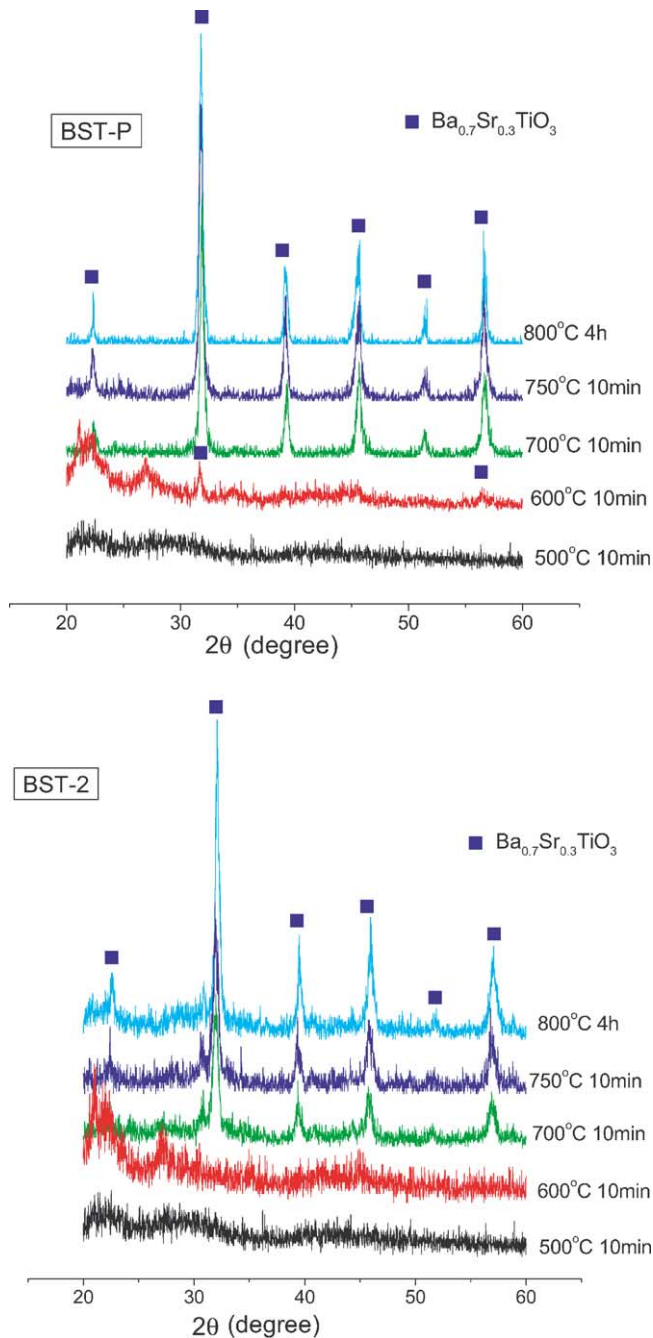 BST-P
Ba₀.₇Sr₀.₃TiO₃
800°C 4h
750°C 10min
700°C 10min
600°C 10min
500°C 10min
20 30 40 50 60
2θ (degree)
BST-2
Ba₀.₇Sr₀.₃TiO₃
800°C 4h
750°C 10min
700°C 10min
600°C 10min
500°C 10min
20 30 40 50 60
2θ (degree)